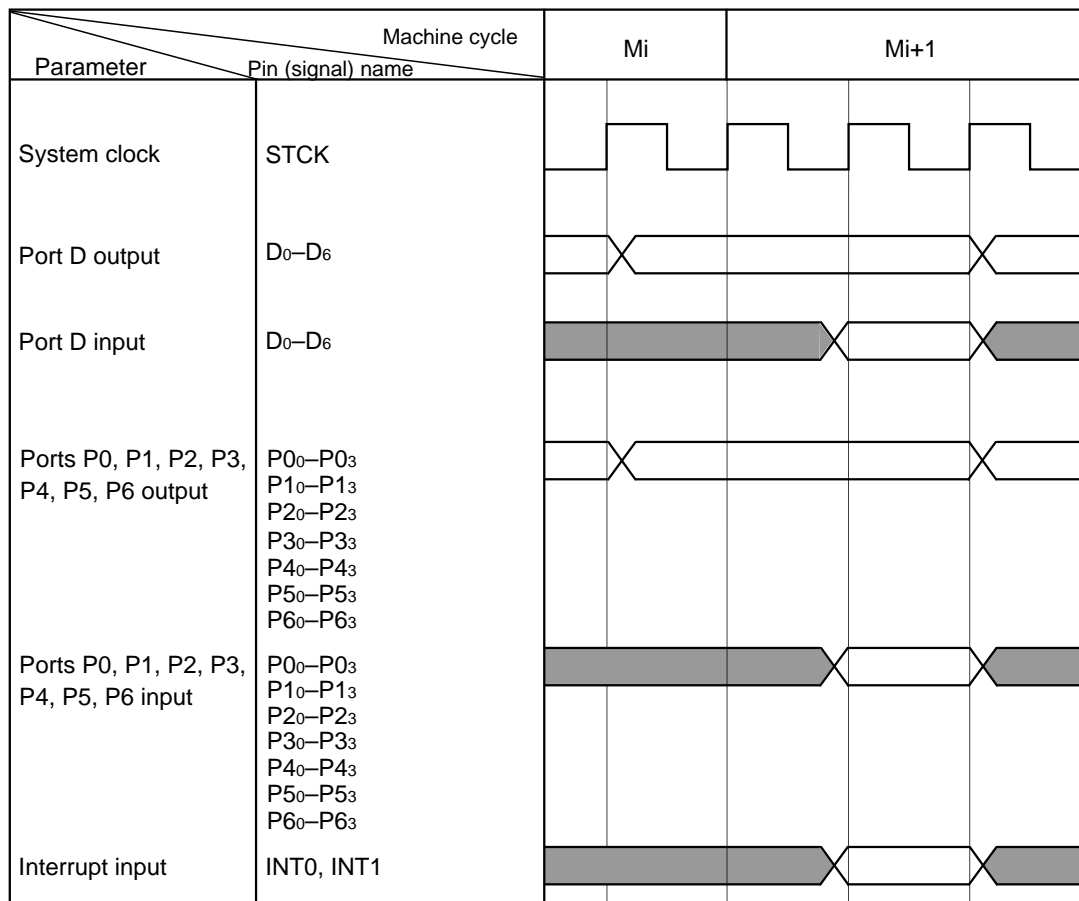 Machine cycle
Parameter
Pin (signal) name
Mi
Mi+1
System clock
STCK
Port D output
D0–D6
Port D input
D0–D6
Ports P0, P1, P2, P3,
P4, P5, P6 output
P00–P03
P10–P13
P20–P23
P30–P33
P40–P43
P50–P53
P60–P63
Ports P0, P1, P2, P3,
P4, P5, P6 input
P00–P03
P10–P13
P20–P23
P30–P33
P40–P43
P50–P53
P60–P63
Interrupt input
INT0, INT1